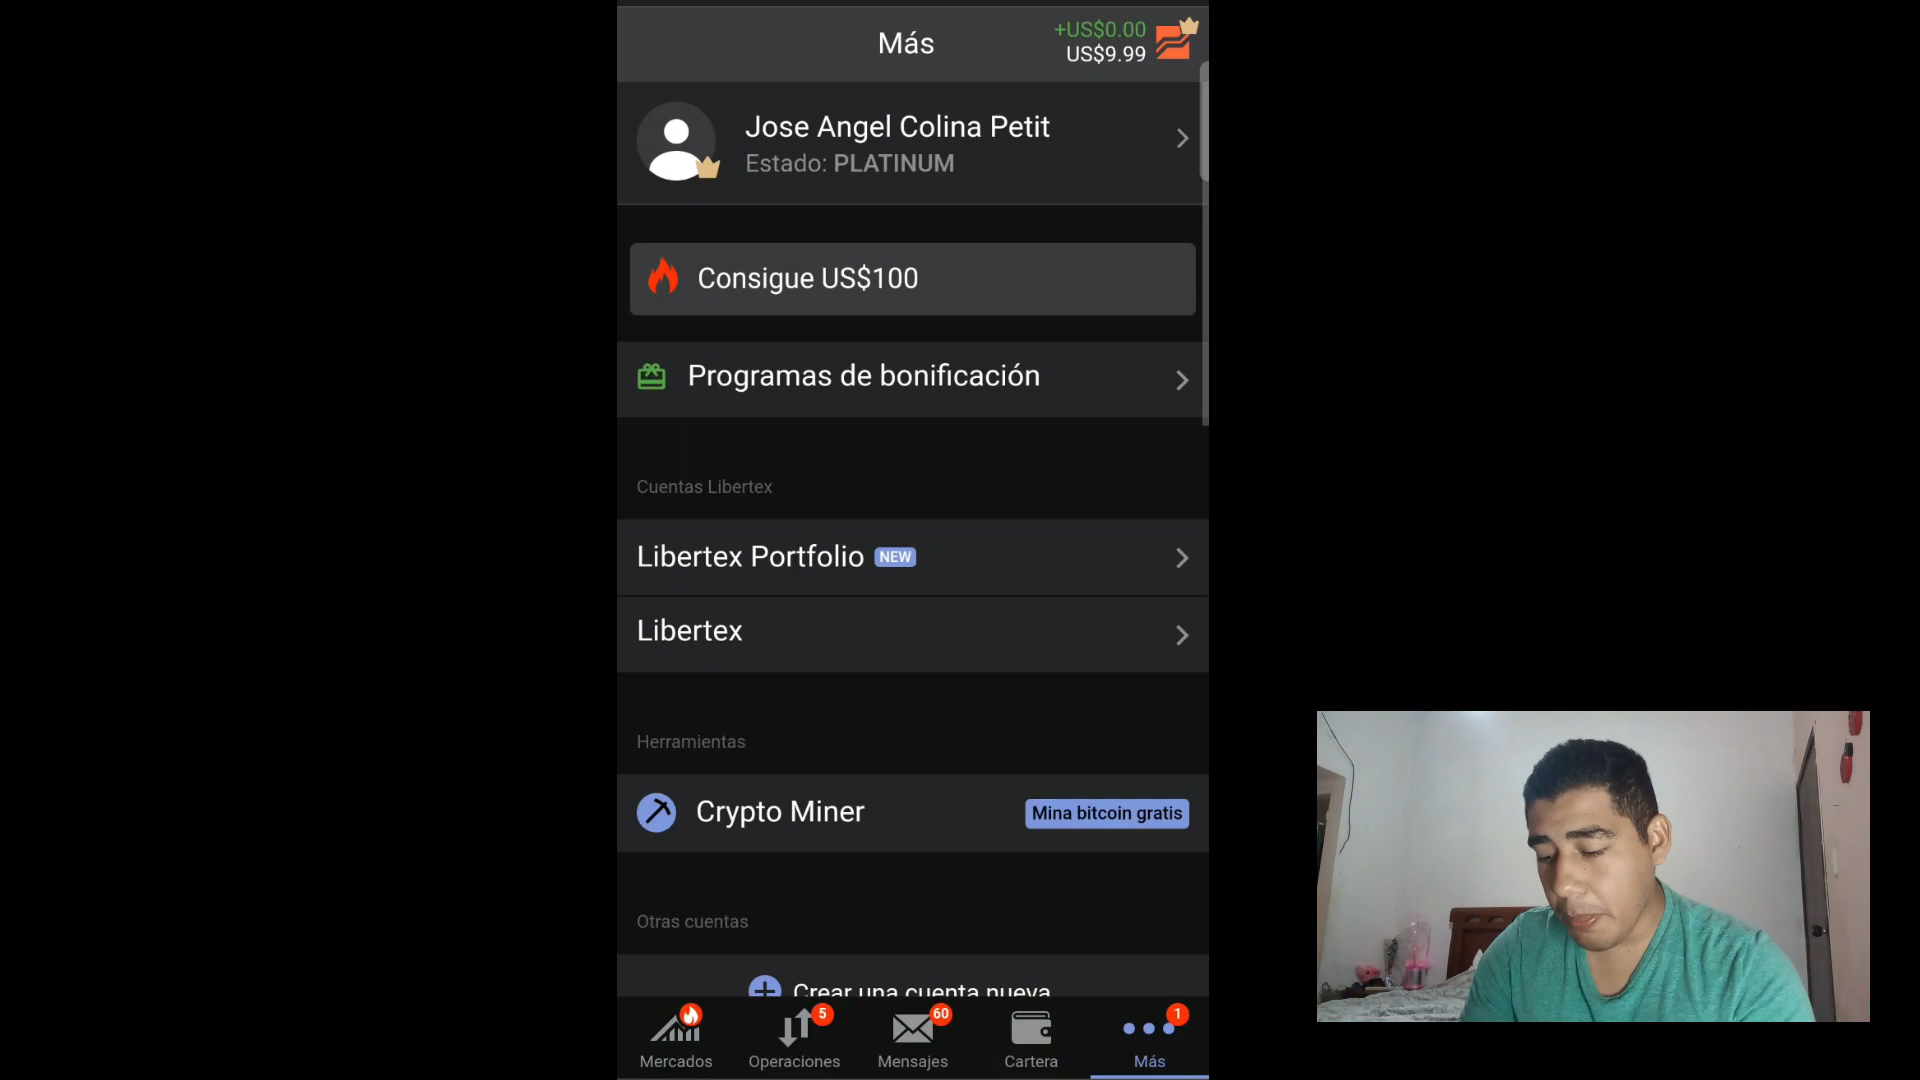 Más
+US$0.00
US$9.99
Jose Angel Colina Petit
Estado: PLATINUM
Consigue US$100
Programas de bonificación
Cuentas Libertex
Libertex Portfolio NEW
Libertex
Herramientas
Crypto Miner
Mina bitcoin gratis
Otras cuentas
Crear una cuenta nueva
5
60
1
Mercados
Operaciones
Mensajes
Cartera
Más